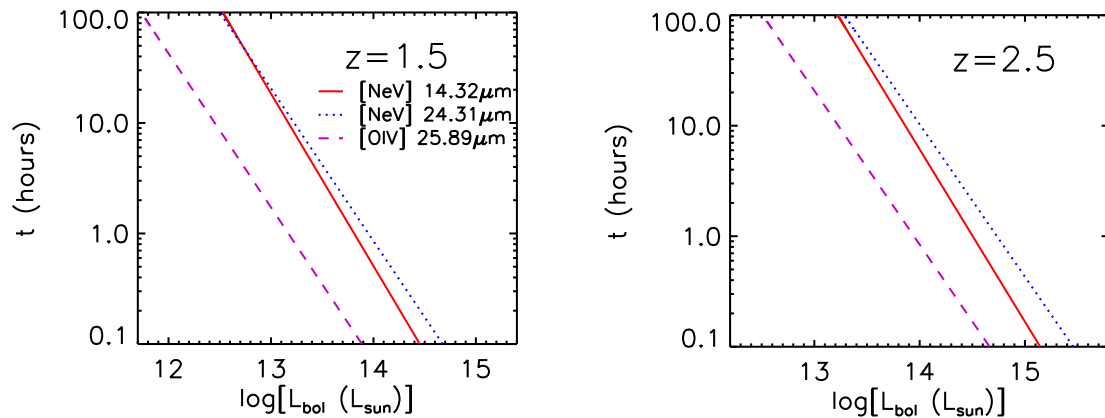 100.0
10.0
1.0
0.1
t (hours)
z=1.5
[NeV] 14.32μm
[NeV] 24.31μm
[OIV] 25.89μm
12 13 14 15
log[L_bol (L_sun)]
100.0
10.0
1.0
0.1
t (hours)
z=2.5
13 14 15
log[L_bol (L_sun)]